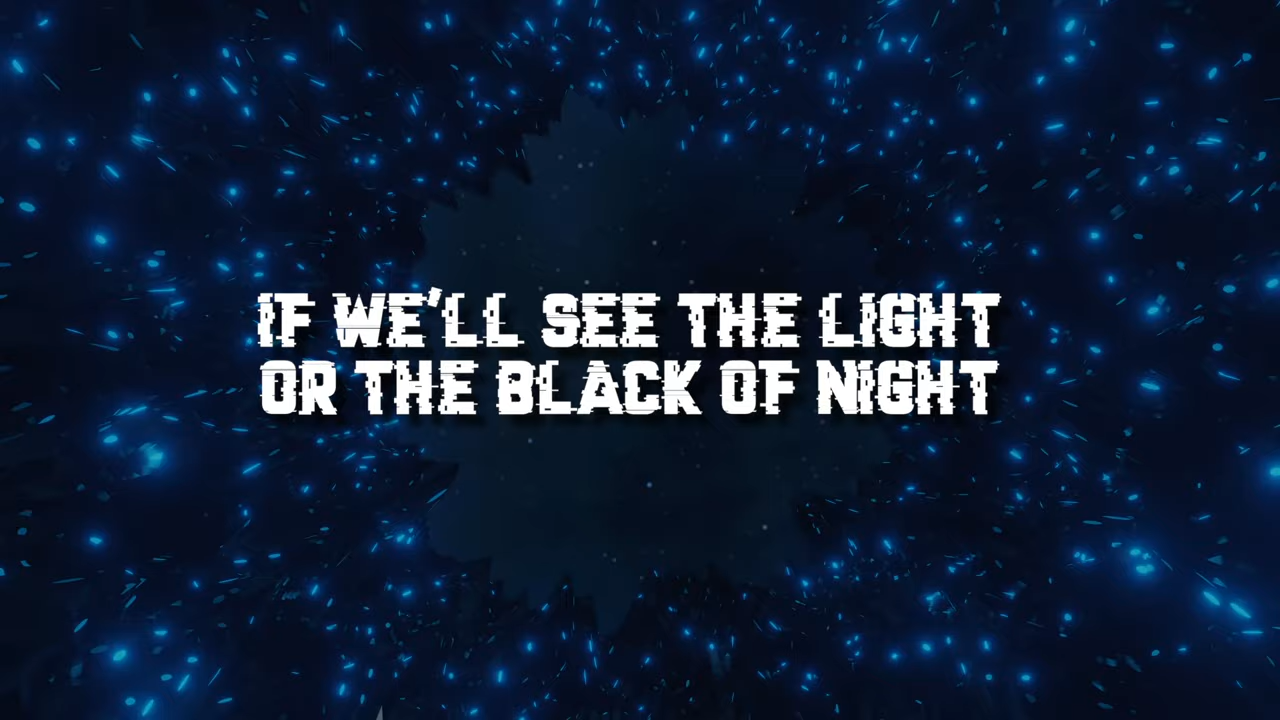 IF WE'LL SEE THE LIGHT
OR THE BLACK OF NIGHT